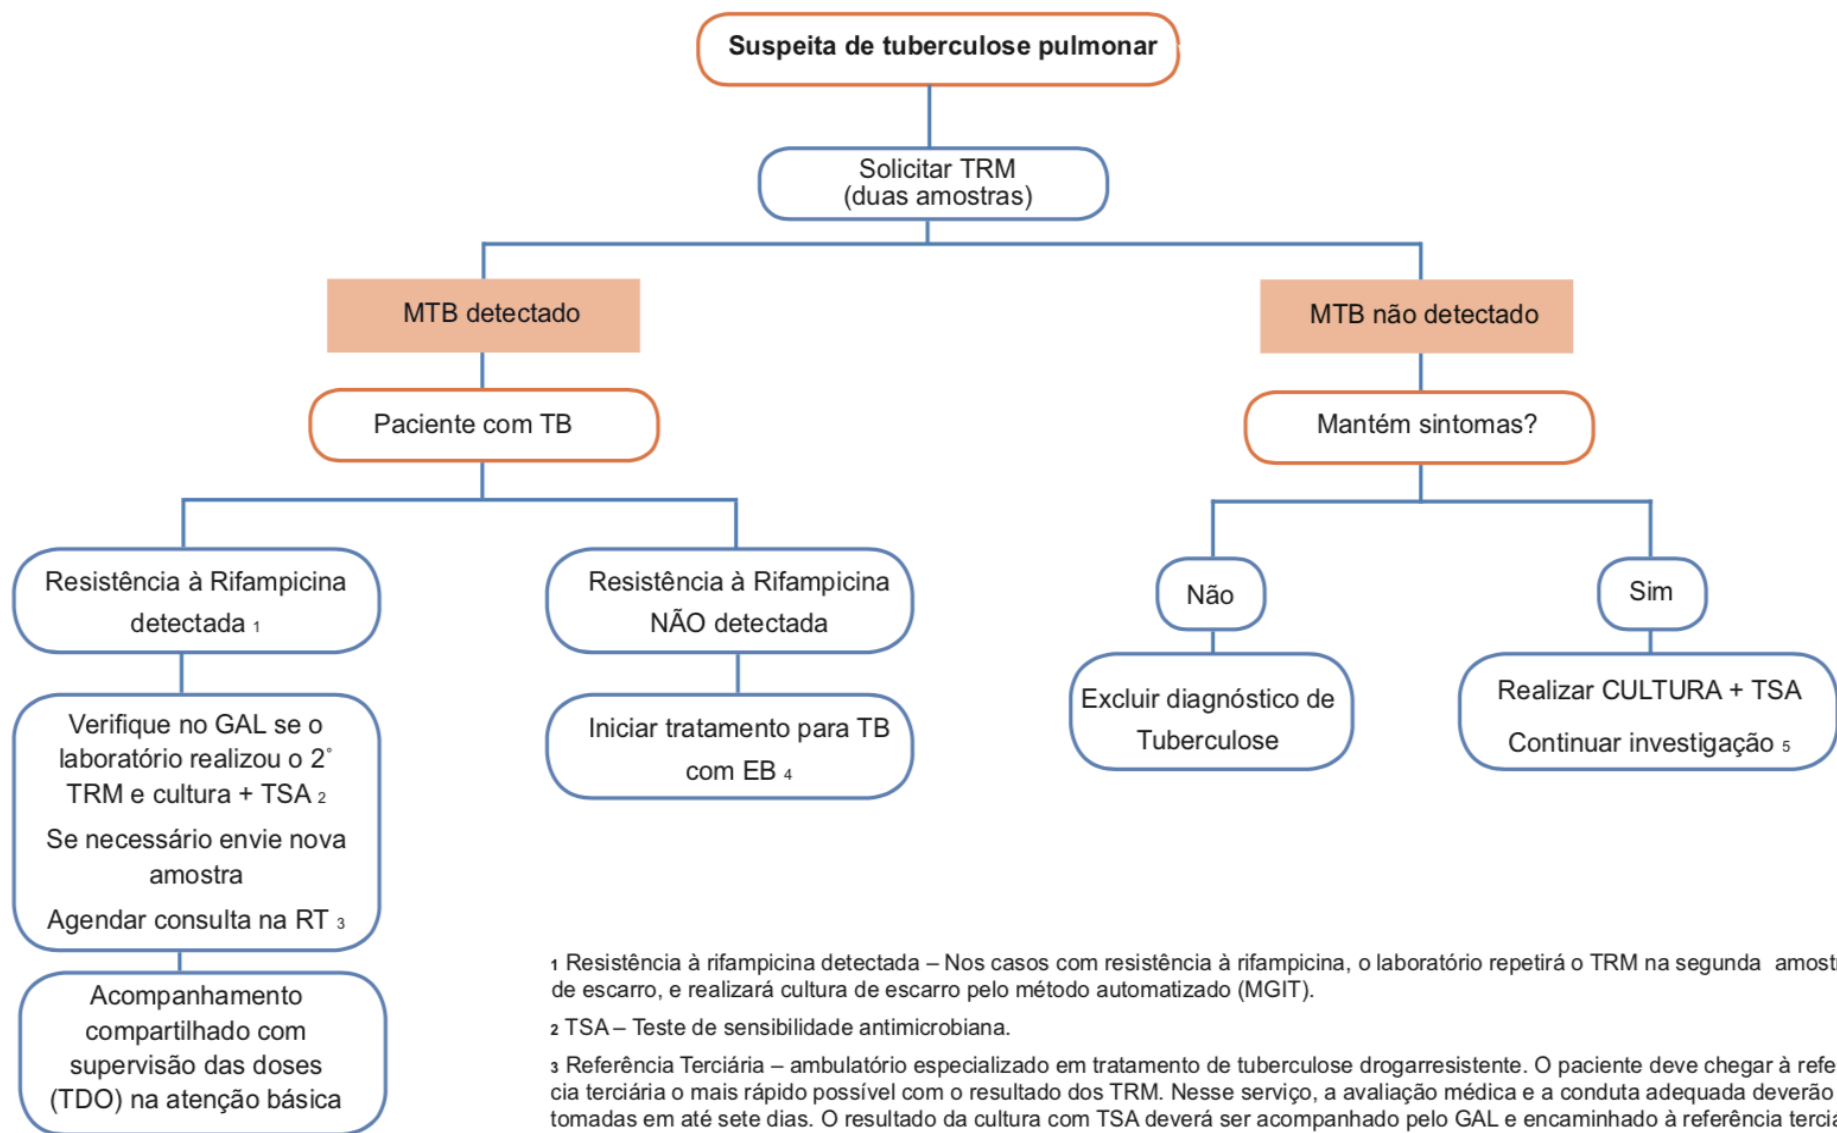 Suspeita de tuberculose pulmonar
Solicitar TRM
(duas amostras)
MTB detectado
MTB não detectado
Paciente com TB
Mantém sintomas?
Resistência à Rifampicina
detectada 1
Resistência à Rifampicina
NÃO detectada
Não
Sim
Verifique no GAL se o
laboratório realizou o 2°
TRM e cultura + TSA 2
Se necessário envie nova
amostra
Agendar consulta na RT 3
Iniciar tratamento para TB
com EB 4
Excluir diagnóstico de
Tuberculose
Realizar CULTURA + TSA
Continuar investigação 5
Acompanhamento
compartilhado com
supervisão das doses
(TDO) na atenção básica
1 Resistência à rifampicina detectada – Nos casos com resistência à rifampicina, o laboratório repetirá o TRM na segunda amostr
de escarro, e realizará cultura de escarro pelo método automatizado (MGIT).
2 TSA – Teste de sensibilidade antimicrobiana.
3 Referência Terciária – ambulatório especializado em tratamento de tuberculose drogarresistente. O paciente deve chegar à refe
cia terciária o mais rápido possível com o resultado dos TRM. Nesse serviço, a avaliação médica e a conduta adequada deverão
tomadas em até sete dias. O resultado da cultura com TSA deverá ser acompanhado pelo GAL e encaminhado à referência terciá